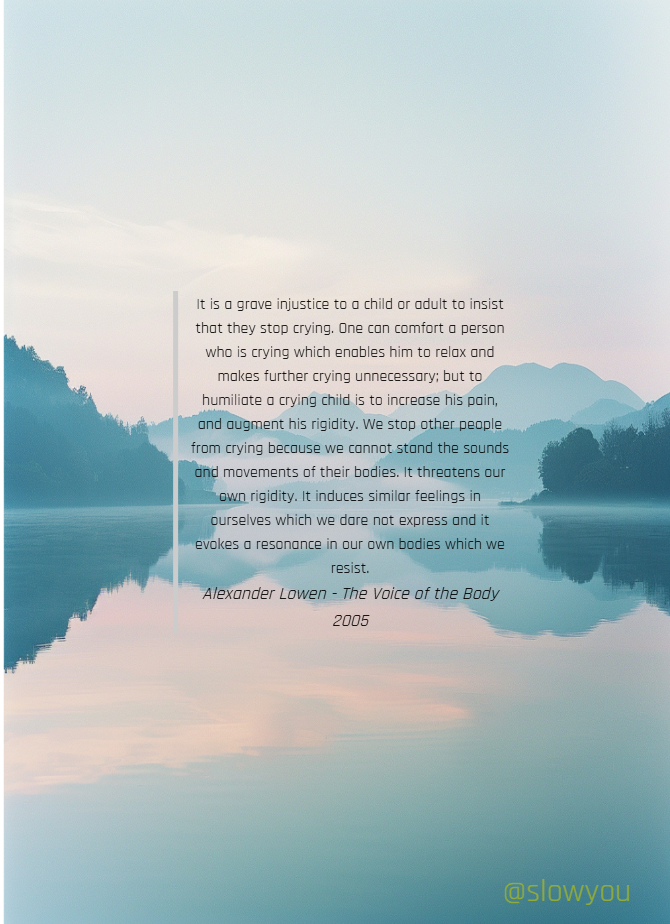 It is a grave injustice to a child or adult to insist
that they stop crying. One can comfort a person
who is crying which enables him to relax and
makes further crying unnecessary; but to
humiliate a crying child is to increase his pain,
and augment his rigidity. We stop other people
from crying because we cannot stand the sounds
and movements of their bodies. It threatens our
own rigidity. It induces similar feelings in
ourselves which we dare not express and it
evokes a resonance in our own bodies which we
resist.
Alexander Lowen - The Voice of the Body
2005
@slowyou